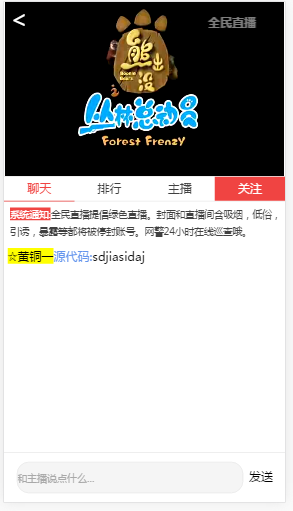 <
全民直播
熊出没
Boonie Bears
2
丛林总动员
Forest Frenzy
聊天 排行 主播 关注
系统通知:全民直播提倡绿色直播。封面和直播间会吸烟,低俗,
引诱,暴露等都将被停封账号。网警24小时在线巡查哦。
☆黄铜一源代码:sdjiasidaj
和主播说点什么... 发送